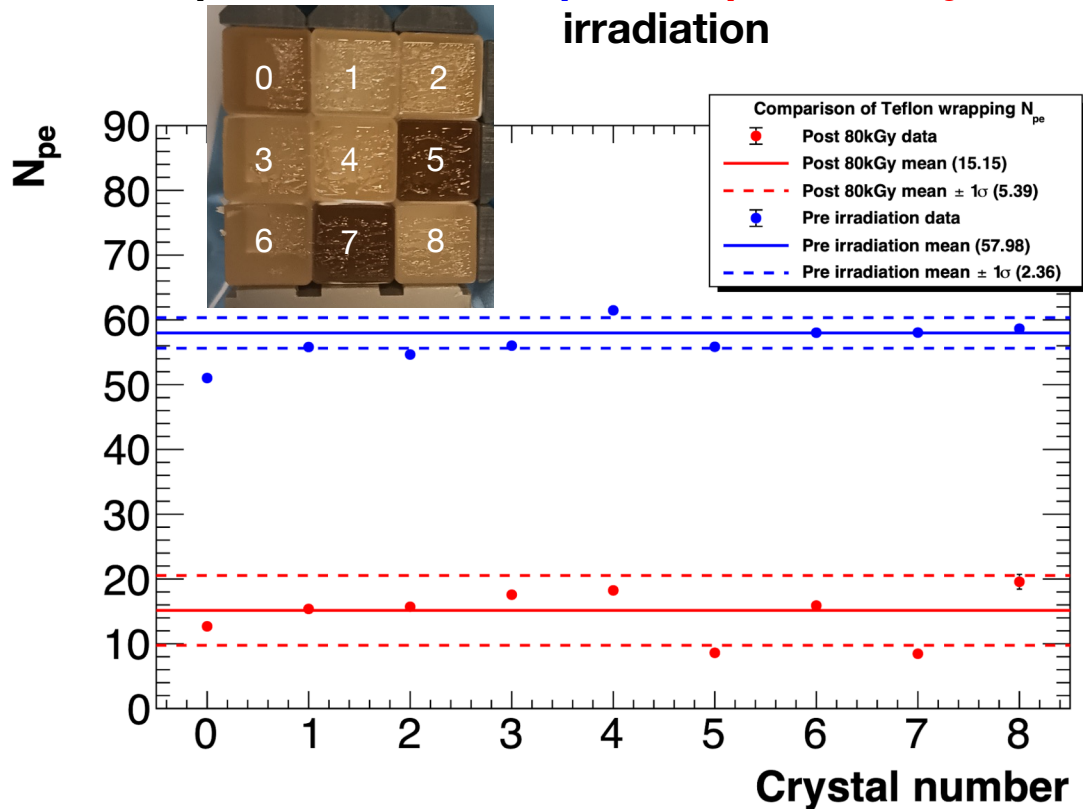 irradiation
0 1 2
3 4 5
6 7 8
Comparison of Teflon wrapping Npe
Post 80kGy data
Post 80kGy mean (15.15)
Post 80kGy mean ± 1σ (5.39)
Pre irradiation data
Pre irradiation mean (57.98)
Pre irradiation mean ± 1σ (2.36)
Npe
90
80
70
60
50
40
30
20
10
0
0 1 2 3 4 5 6 7 8
Crystal number